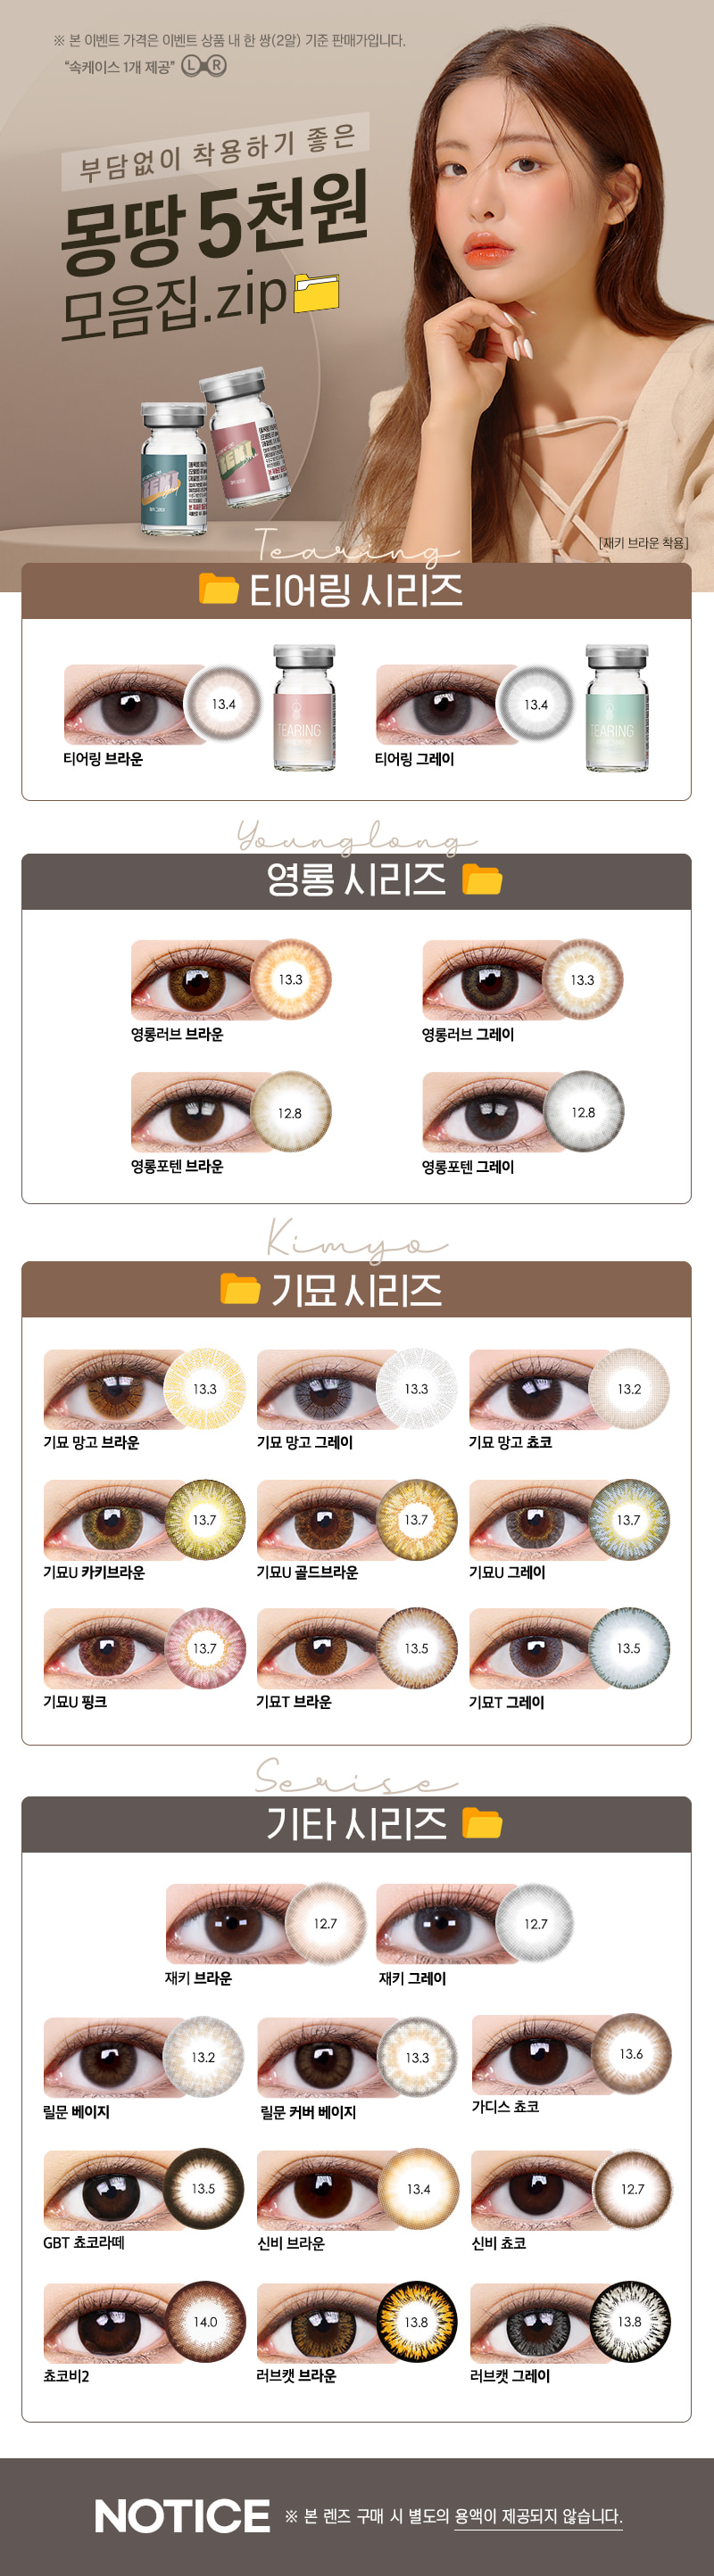 ※ 본 이벤트 가격은 이벤트 상품 내 한 쌍(2알) 기준 판매가입니다.
“속케이스 1개 제공” L R
부담없이 착용하기 좋은
몽땅 5천원
모음집.zip
[재키 브라운 착용]
Tearing
티어링 시리즈
13.4
TEARING
13.4
TEARING
티어링 브라운
티어링 그레이
Younglong
영롱 시리즈
13.3
13.3
영롱러브 브라운
영롱러브 그레이
12.8
12.8
영롱포텐 브라운
영롱포텐 그레이
Kimyo
기묘 시리즈
13.3
13.3
13.2
기묘 망고 브라운
기묘 망고 그레이
기묘 망고 쵸코
13.7
13.7
13.7
기묘U 카키브라운
기묘U 골드브라운
기묘U 그레이
13.7
13.5
13.5
기묘U 핑크
기묘T 브라운
기묘T 그레이
Serise
기타 시리즈
12.7
12.7
재키 브라운
재키 그레이
13.2
13.3
13.6
릴문 베이지
릴문 커버 베이지
가디스 쵸코
13.5
13.4
12.7
GBT 쵸코라떼
신비 브라운
신비 쵸코
14.0
13.8
13.8
쵸코비2
러브캣 브라운
러브캣 그레이
NOTICE ※ 본 렌즈 구매 시 별도의 용액이 제공되지 않습니다.